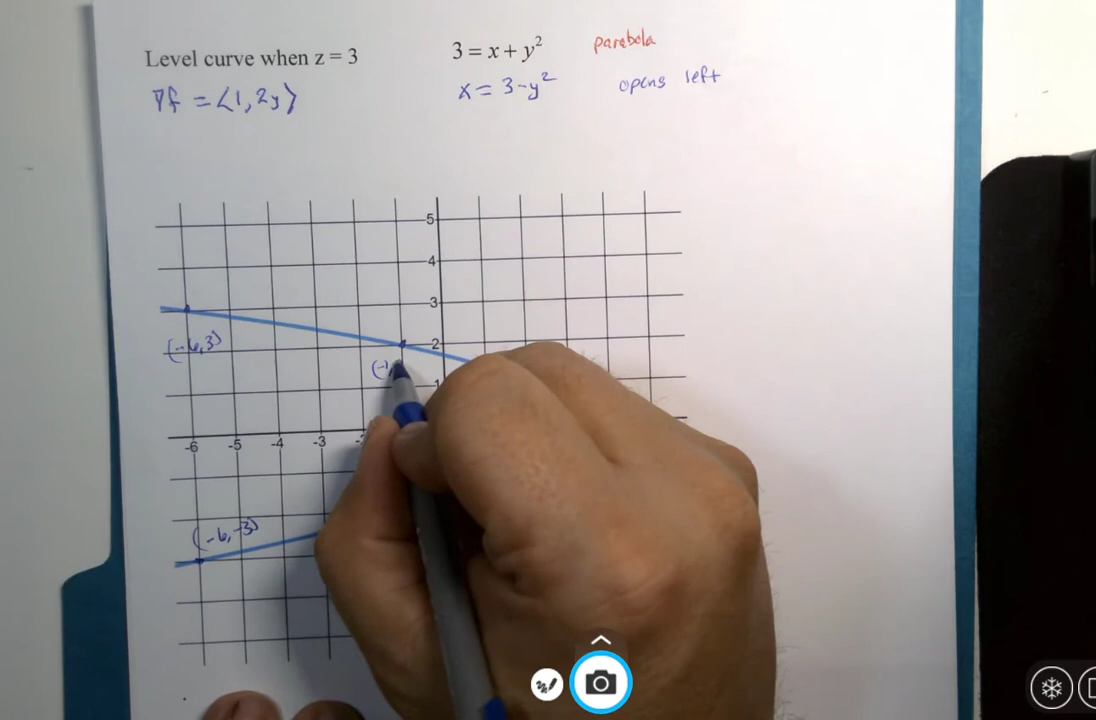 Level curve when z = 3
3 = x + y²
parabola
∇f = ⟨1, 2y⟩
x = 3 - y²
opens left
5
4
3
(-6,3)
2
(-1,
1
-6 -5 -4 -3
(-6,-3)